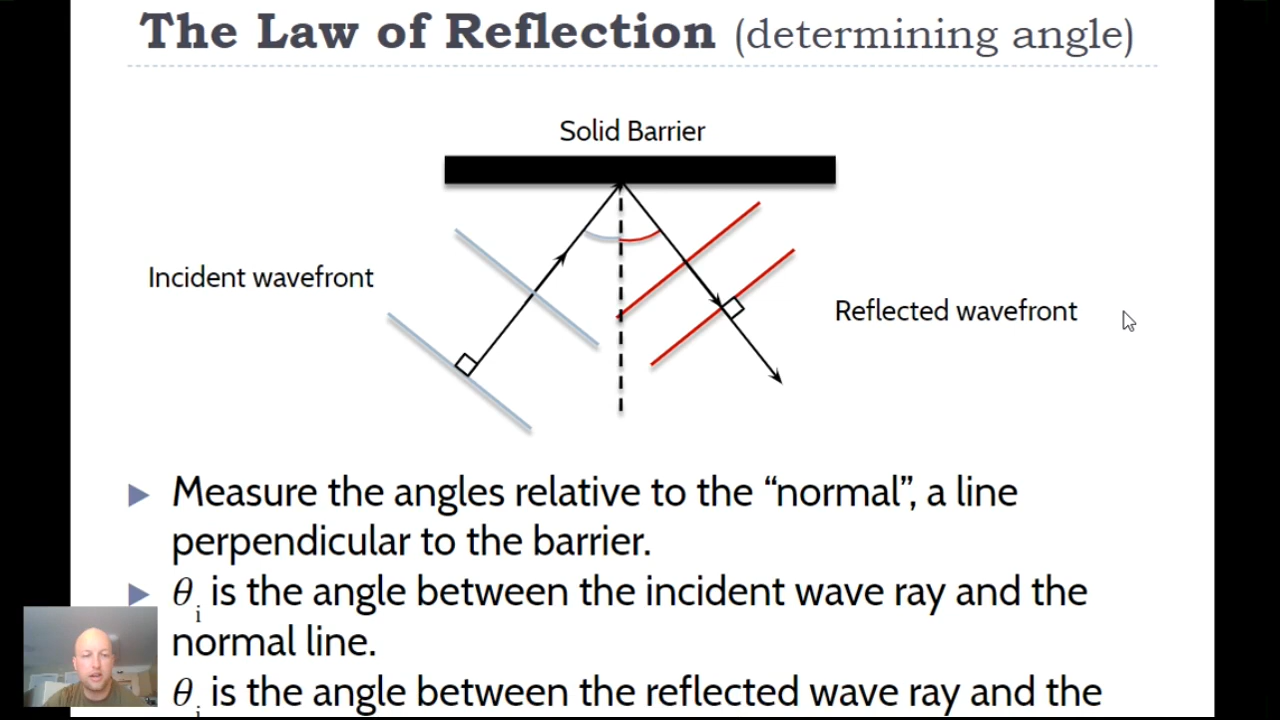 The Law of Reflection (determining angle)
Solid Barrier
Incident wavefront
Reflected wavefront
Measure the angles relative to the “normal”, a line
perpendicular to the barrier.
θi is the angle between the incident wave ray and the
normal line.
θi is the angle between the reflected wave ray and the